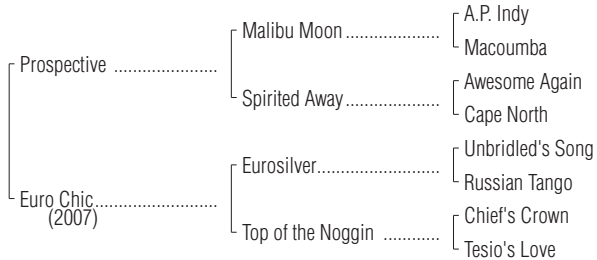 A.P. Indy
Malibu Moon ..................
Macoumba
Prospective ....................
Awesome Again
Spirited Away..................
Cape North
Unbridled's Song
Eurosilver.......................
Russian Tango
Euro Chic.......................
(2007)
Chief's Crown
Top of the Noggin ............
Tesio's Love